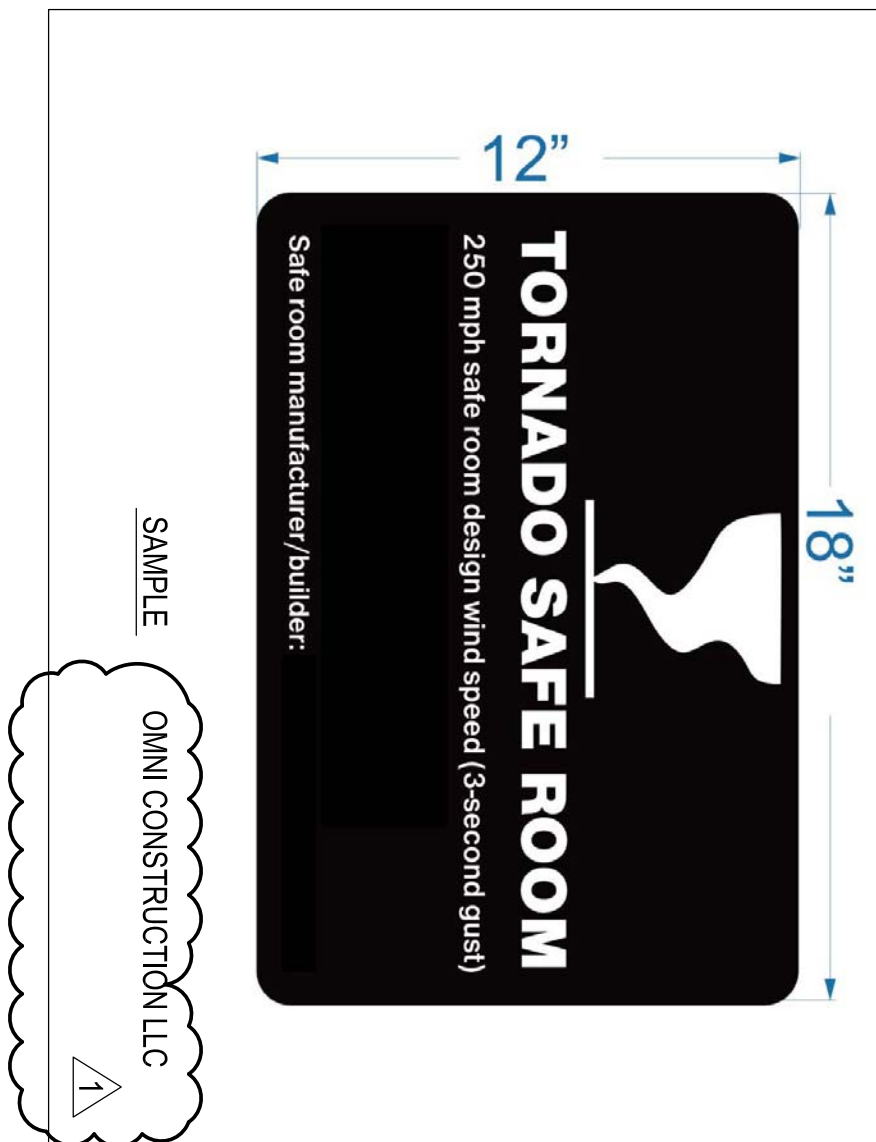 18”
12”
TORNADO SAFE ROOM
250 mph safe room design wind speed (3-second gust)
Safe room manufacturer/builder:
SAMPLE
OMNI CONSTRUCTION LLC
1